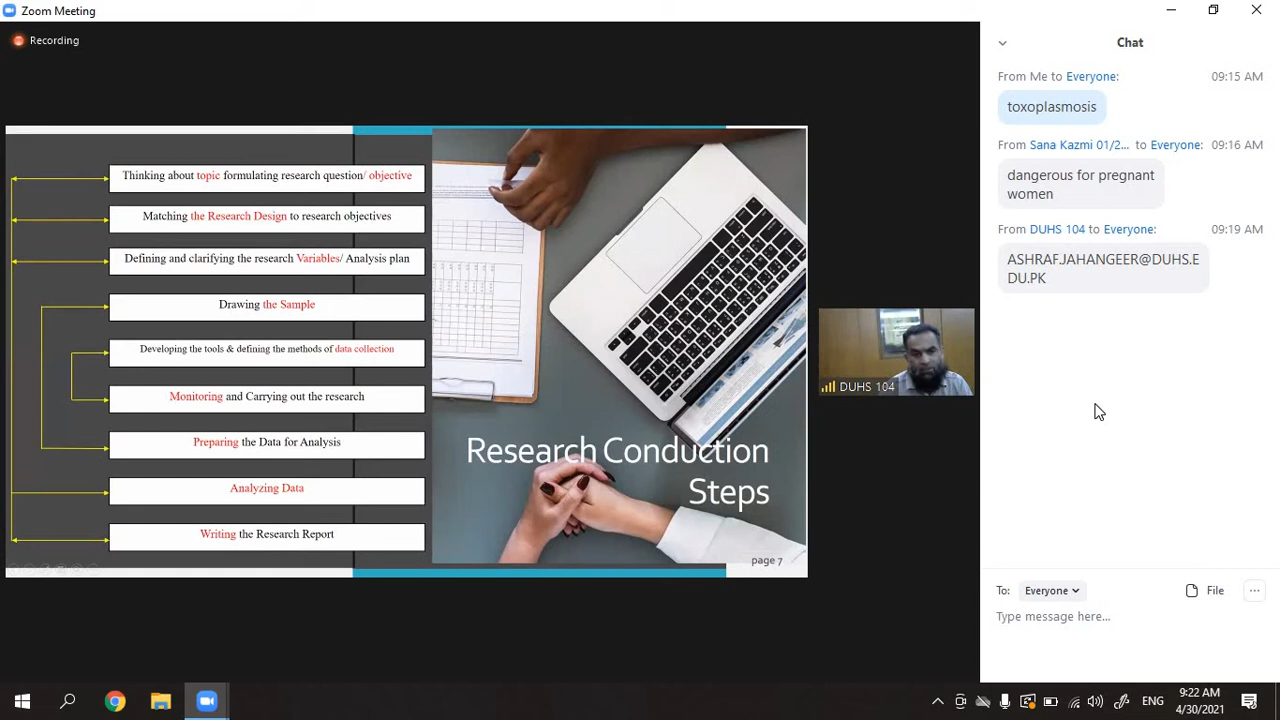 Zoom Meeting
Recording
Thinking about topic formulating research question/ objective
Matching the Research Design to research objectives
Defining and clarifying the research Variables/ Analysis plan
Drawing the Sample
Developing the tools & defining the methods of data collection
Monitoring and Carrying out the research
Preparing the Data for Analysis
Analyzing Data
Writing the Research Report
Research Conduction
Steps
page 7
DUHS 104
Chat
From Me to Everyone: 09:15 AM
toxoplasmosis
From Sana Kazmi 01/2... to Everyone: 09:16 AM
dangerous for pregnant
women
From DUHS 104 to Everyone: 09:19 AM
ASHRAF.JAHANGEER@DUHS.E
DU.PK
To: Everyone File
Type message here...
ENG
9:22 AM
4/30/2021